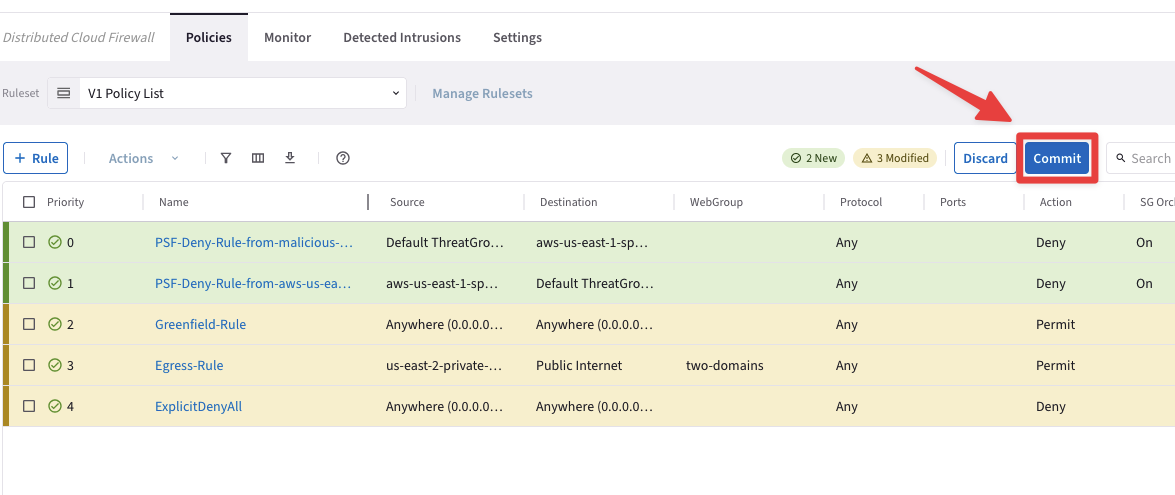 Distributed Cloud Firewall Policies Monitor Detected Intrusions Settings
Ruleset V1 Policy List Manage Rulesets
+ Rule Actions 2 New 3 Modified Discard Commit Search
Priority Name Source Destination WebGroup Protocol Ports Action SG Orc
0 PSF-Deny-Rule-from-malicious-... Default ThreatGro... aws-us-east-1-sp... Any Deny On
1 PSF-Deny-Rule-from-aws-us-ea... aws-us-east-1-sp... Default ThreatGro... Any Deny On
2 Greenfield-Rule Anywhere (0.0.0.0... Anywhere (0.0.0.0... Any Permit
3 Egress-Rule us-east-2-private-... Public Internet two-domains Any Permit
4 ExplicitDenyAll Anywhere (0.0.0.0... Anywhere (0.0.0.0... Any Deny